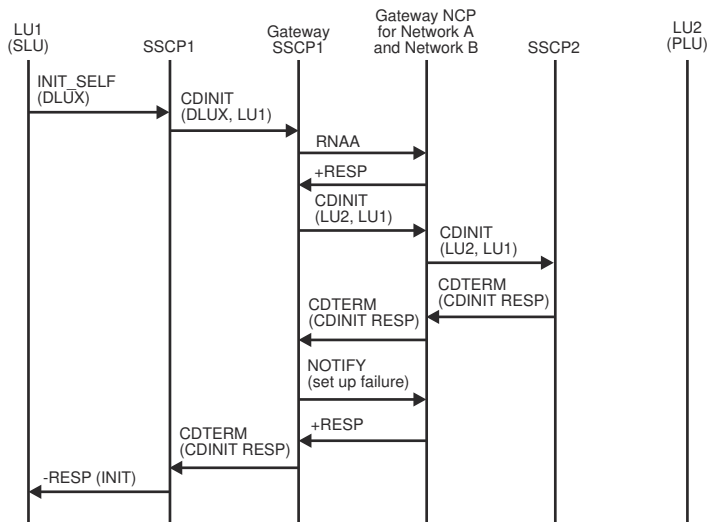 LU1
(SLU)
SSCP1
Gateway
SSCP1
Gateway NCP
for Network A
and Network B
SSCP2
LU2
(PLU)
INIT_SELF
(DLUX)
CDINIT
(DLUX, LU1)
RNAA
+RESP
CDINIT
(LU2, LU1)
CDINIT
(LU2, LU1)
CDTERM
(CDINIT RESP)
CDTERM
(CDINIT RESP)
NOTIFY
(set up failure)
+RESP
CDTERM
(CDINIT RESP)
-RESP (INIT)